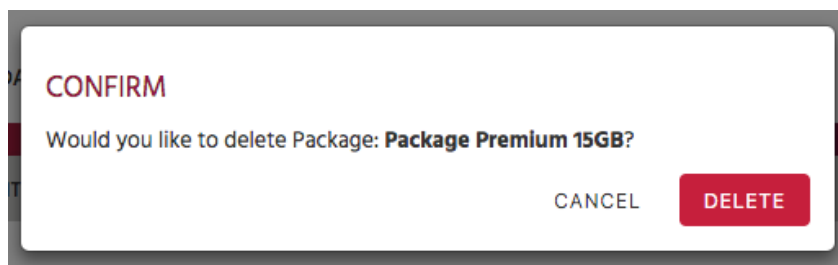 CONFIRM
Would you like to delete Package: Package Premium 15GB?
CANCEL DELETE